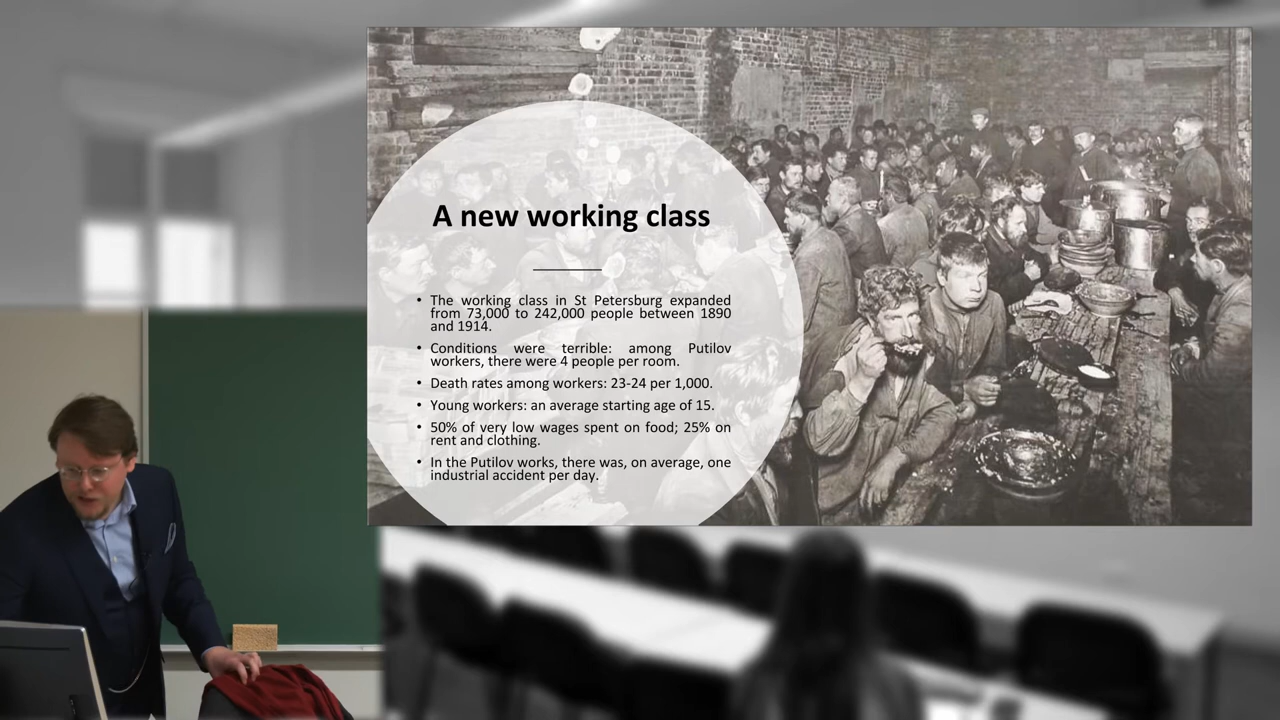 A new working class
• The working class in St Petersburg expanded
from 73,000 to 242,000 people between 1890
and 1914.
• Conditions were terrible: among Putilov
workers, there were 4 people per room.
• Death rates among workers: 23-24 per 1,000.
• Young workers: an average starting age of 15.
• 50% of very low wages spent on food; 25% on
rent and clothing.
• In the Putilov works, there was, on average, one
industrial accident per day.